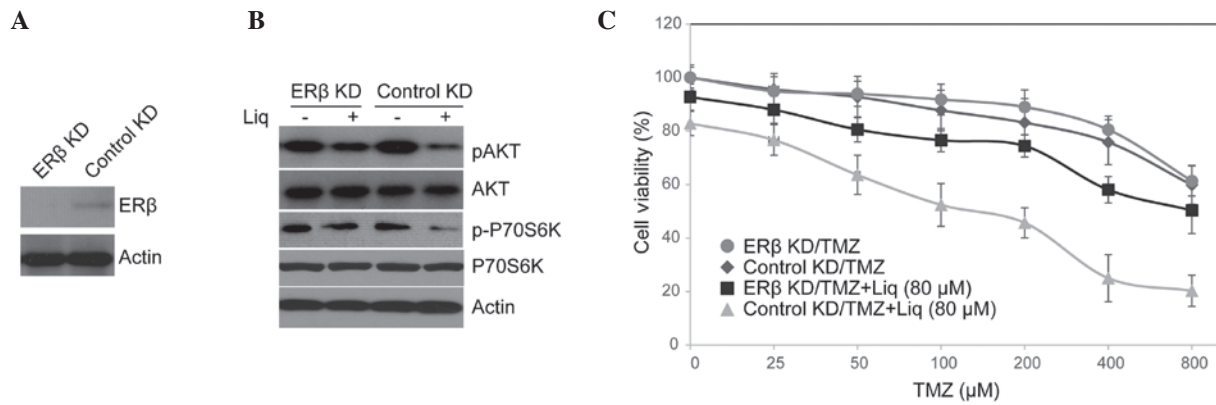 A
ERβ KD
Control KD
ERβ
Actin
B
ERβ KD Control KD
Liq - + - +
pAKT
AKT
p-P70S6K
P70S6K
Actin
C
Cell viability (%)
120
100
80
60
40
20
0
ERβ KD/TMZ
Control KD/TMZ
ERβ KD/TMZ+Liq (80 µM)
Control KD/TMZ+Liq (80 µM)
0 25 50 100 200 400 800
TMZ (µM)